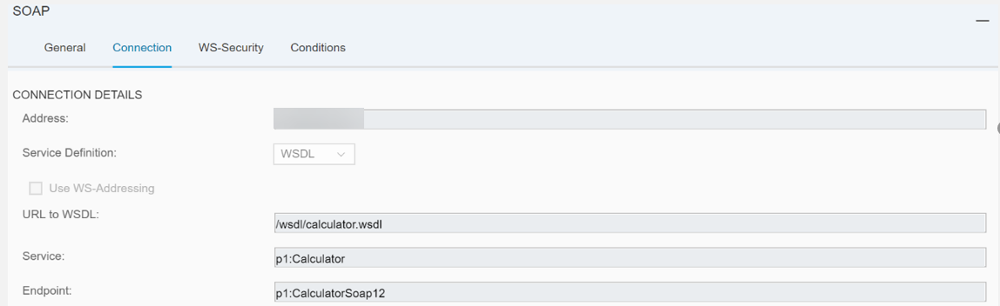 SOAP
General Connection WS-Security Conditions
CONNECTION DETAILS
Address:
Service Definition: WSDL
Use WS-Addressing
URL to WSDL: /wsdl/calculator.wsdl
Service: p1:Calculator
Endpoint: p1:CalculatorSoap12